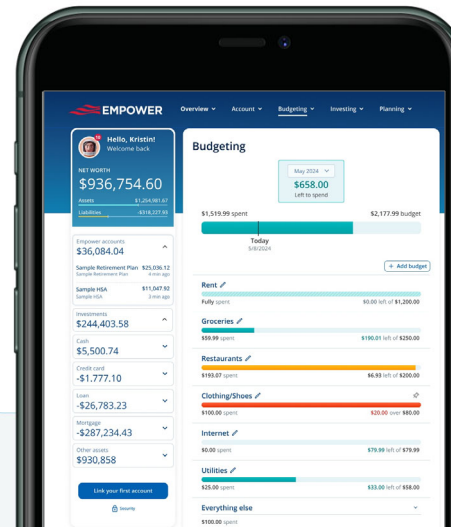 EMPOWER
Overview Account Budgeting Investing Planning
Hello, Kristin!
Welcome back
NET WORTH
$936,754.60
Assets $1,254,981.67
Liabilities -$318,227.93
Empower accounts
$36,084.04
Sample Retirement Plan $25,036.12
Sample Retirement Plan 4 min ago
Sample HSA $11,047.92
Sample HSA 3 min ago
Investments
$244,403.58
Cash
$5,500.74
Credit card
-$1.777.10
Loan
-$26,783.23
Mortgage
-$287,234.43
Other assets
$930,858
Link your first account
Security
Budgeting
May 2024
$658.00
Left to spend
$1,519.99 spent $2,177.99 budget
Today
5/8/2024
+ Add budget
Rent
Fully spent $0.00 left of $1,200.00
Groceries
$59.99 spent $190.01 left of $250.00
Restaurants
$193.07 spent $6.93 left of $200.00
Clothing/Shoes
$100.00 spent $20.00 over $80.00
Internet
$0.00 spent $79.99 left of $79.99
Utilities
$25.00 spent $33.00 left of $58.00
Everything else
$100.00 spent